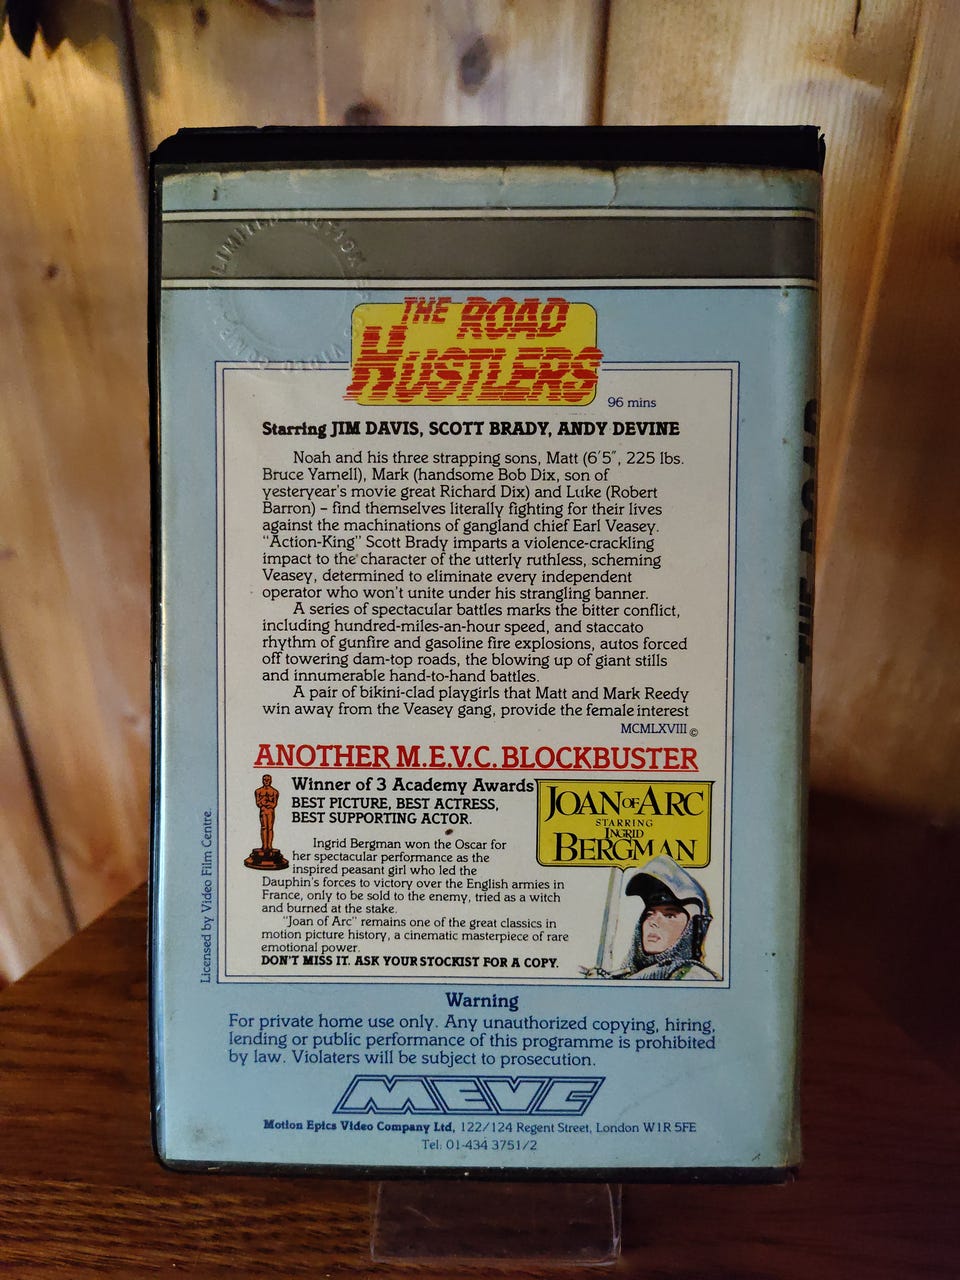 LIMITED MOTION EPICS VIDEO COMPANY
THE ROAD
HUSTLERS
96 mins
Starring JIM DAVIS, SCOTT BRADY, ANDY DEVINE
Noah and his three strapping sons, Matt (6'5", 225 lbs.
Bruce Yarnell), Mark (handsome Bob Dix, son of
yesteryear's movie great Richard Dix) and Luke (Robert
Barron) – find themselves literally fighting for their lives
against the machinations of gangland chief Earl Veasey.
"Action-King" Scott Brady imparts a violence-crackling
impact to the character of the utterly ruthless, scheming
Veasey, determined to eliminate every independent
operator who won't unite under his strangling banner.
A series of spectacular battles marks the bitter conflict,
including hundred-miles-an-hour speed, and staccato
rhythm of gunfire and gasoline fire explosions, autos forced
off towering dam-top roads, the blowing up of giant stills
and innumerable hand-to-hand battles.
A pair of bikini-clad playgirls that Matt and Mark Reedy
win away from the Veasey gang, provide the female interest
MCMLXVIII ©
ANOTHER M.E.V.C. BLOCKBUSTER
Winner of 3 Academy Awards
BEST PICTURE, BEST ACTRESS,
BEST SUPPORTING ACTOR.
JOAN OF ARC
STARRING
INGRID
BERGMAN
Ingrid Bergman won the Oscar for
her spectacular performance as the
inspired peasant girl who led the
Dauphin's forces to victory over the English armies in
France, only to be sold to the enemy, tried as a witch
and burned at the stake.
"Joan of Arc" remains one of the great classics in
motion picture history, a cinematic masterpiece of rare
emotional power.
DON'T MISS IT. ASK YOUR STOCKIST FOR A COPY.
Licensed by Video Film Centre.
Warning
For private home use only. Any unauthorized copying, hiring,
lending or public performance of this programme is prohibited
by law. Violaters will be subject to prosecution.
MEVC
Motion Epics Video Company Ltd, 122/124 Regent Street, London W1R 5FE
Tel: 01-434 3751/2
THE ROAD